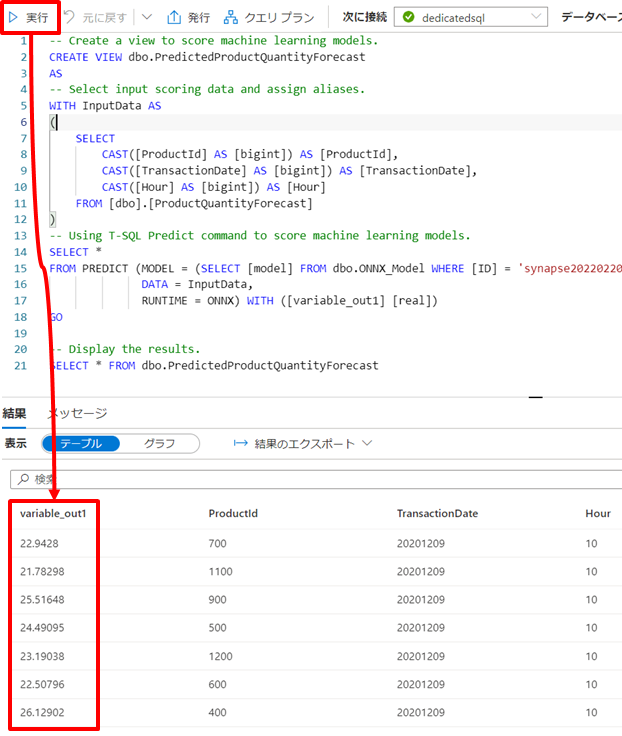 実行 元に戻す 発行 クエリ プラン 次に接続 dedicatedsql データベース
1 -- Create a view to score machine learning models.
2 CREATE VIEW dbo.PredictedProductQuantityForecast
3 AS
4 -- Select input scoring data and assign aliases.
5 WITH InputData AS
6 (
7 SELECT
8 CAST([ProductId] AS [bigint]) AS [ProductId],
9 CAST([TransactionDate] AS [bigint]) AS [TransactionDate],
10 CAST([Hour] AS [bigint]) AS [Hour]
11 FROM [dbo].[ProductQuantityForecast]
12 )
13 -- Using T-SQL Predict command to score machine learning models.
14 SELECT *
15 FROM PREDICT (MODEL = (SELECT [model] FROM dbo.ONNX_Model WHERE [ID] = 'synapse20220220
16 DATA = InputData,
17 RUNTIME = ONNX) WITH ([variable_out1] [real])
18 GO
19
20 -- Display the results.
21 SELECT * FROM dbo.PredictedProductQuantityForecast
結果 メッセージ
表示 テーブル グラフ 結果のエクスポート
検索
variable_out1 ProductId TransactionDate Hour
22.9428 700 20201209 10
21.78298 1100 20201209 10
25.51648 900 20201209 10
24.49095 500 20201209 10
23.19038 1200 20201209 10
22.50796 600 20201209 10
26.12902 400 20201209 10